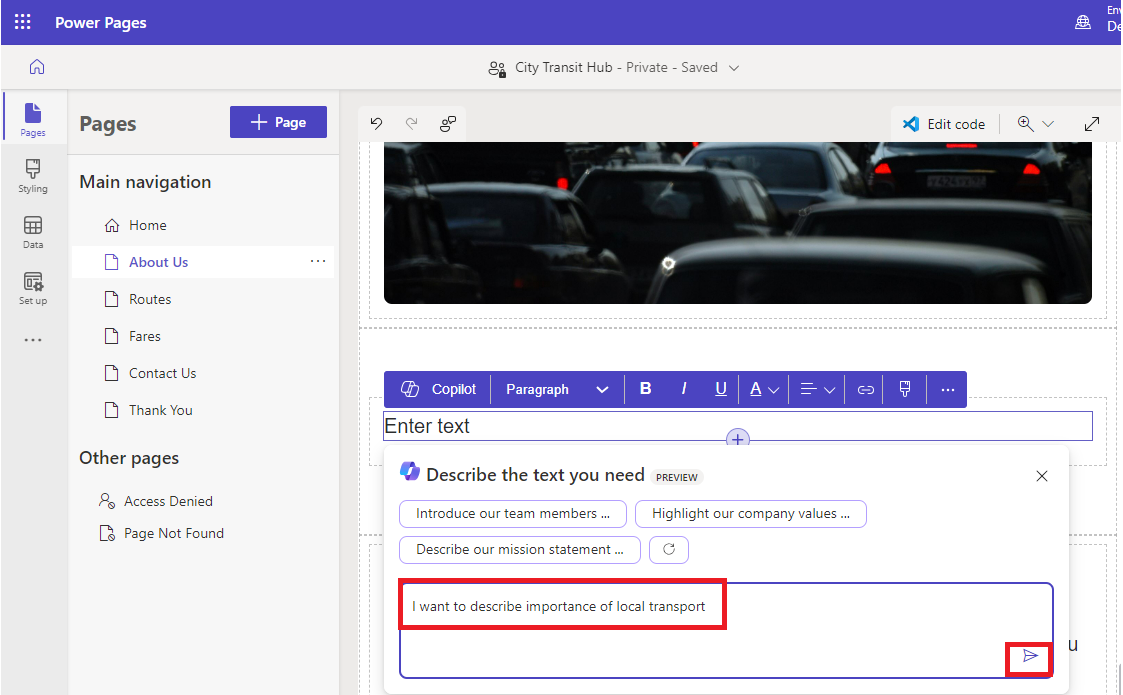 Power Pages
Env
De
City Transit Hub - Private - Saved
Pages
Styling
Data
Set up
Pages
Page
Main navigation
Home
About Us
Routes
Fares
Contact Us
Thank You
Other pages
Access Denied
Page Not Found
Edit code
Copilot
Paragraph
B I U A
Enter text
Describe the text you need PREVIEW
Introduce our team members ...
Highlight our company values ...
Describe our mission statement ...
I want to describe importance of local transport
u